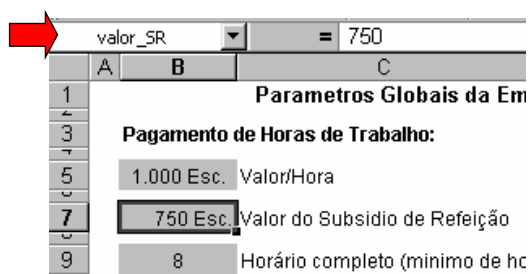 valor_SR = 750
A B C
1 Parametros Globais da Em
3 Pagamento de Horas de Trabalho:
5 1.000 Esc. Valor/Hora
7 750 Esc. Valor do Subsidio de Refeição
9 8 Horário completo (minimo de ho